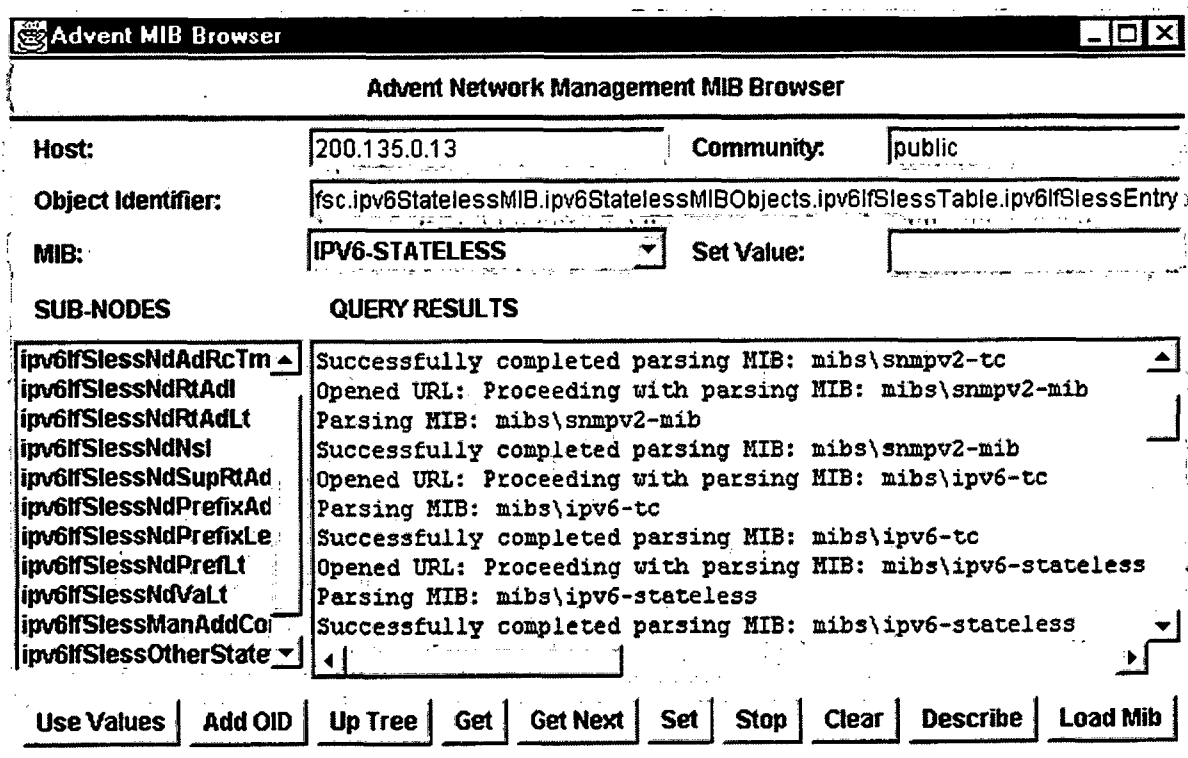 Advent MIB Browser
Advent Network Management MIB Browser
Host: 200.135.0.13 Community: public
Object Identifier: fsc.ipv6StatelessMIB.ipv6StatelessMIBObjects.ipv6IfSlessTable.ipv6IfSlessEntry
MIB: IPV6-STATELESS Set Value:
SUB-NODES QUERY RESULTS
ipv6IfSlessNdAdRcTm
ipv6IfSlessNdRtAdI
ipv6IfSlessNdRtAdLt
ipv6IfSlessNdNsI
ipv6IfSlessNdSupRtAd
ipv6IfSlessNdPrefixAd
ipv6IfSlessNdPrefixLe
ipv6IfSlessNdPrefLt
ipv6IfSlessNdVaLt
ipv6IfSlessManAddCo
ipv6IfSlessOtherState
Successfully completed parsing MIB: mibs\snmpv2-tc
Opened URL: Proceeding with parsing MIB: mibs\snmpv2-mib
Parsing MIB: mibs\snmpv2-mib
Successfully completed parsing MIB: mibs\snmpv2-mib
Opened URL: Proceeding with parsing MIB: mibs\ipv6-tc
Parsing MIB: mibs\ipv6-tc
Successfully completed parsing MIB: mibs\ipv6-tc
Opened URL: Proceeding with parsing MIB: mibs\ipv6-stateless
Parsing MIB: mibs\ipv6-stateless
Successfully completed parsing MIB: mibs\ipv6-stateless
Use Values Add OID Up Tree Get Get Next Set Stop Clear Describe Load Mib